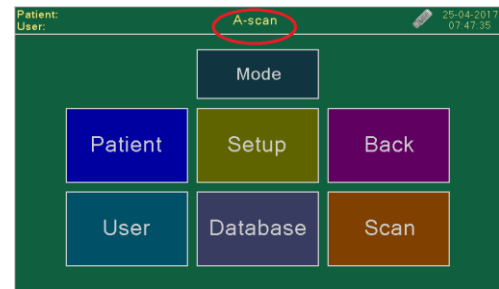 Patient: A-scan 25-04-2017
User: 07:47:35
Mode
Patient Setup Back
User Database Scan